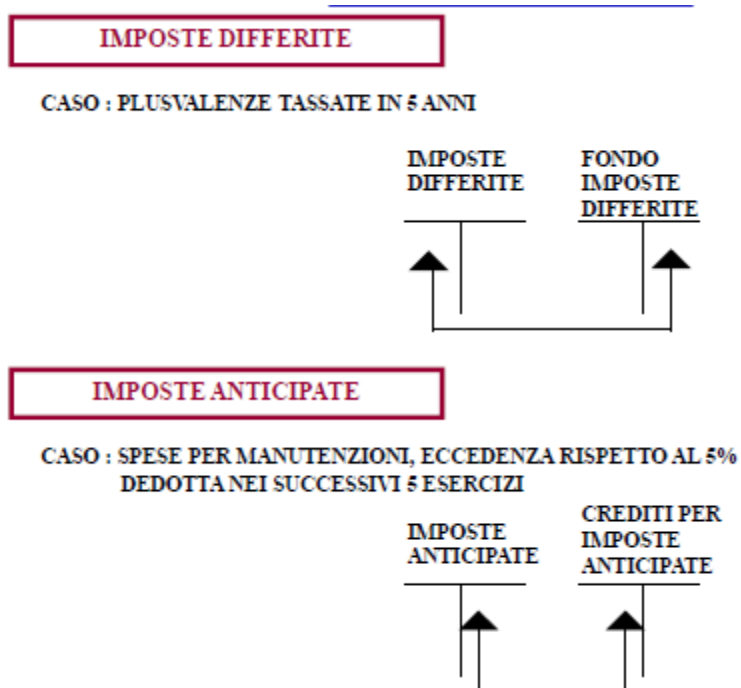 IMPOSTE DIFFERITE
CASO : PLUSVALENZE TASSATE IN 5 ANNI
IMPOSTE
DIFFERITE
FONDO
IMPOSTE
DIFFERITE
IMPOSTE ANTICIPATE
CASO : SPESE PER MANUTENZIONI, ECCEDENZA RISPETTO AL 5%
DEDOTTA NEI SUCCESSIVI 5 ESERCIZI
IMPOSTE
ANTICIPATE
CREDITI PER
IMPOSTE
ANTICIPATE